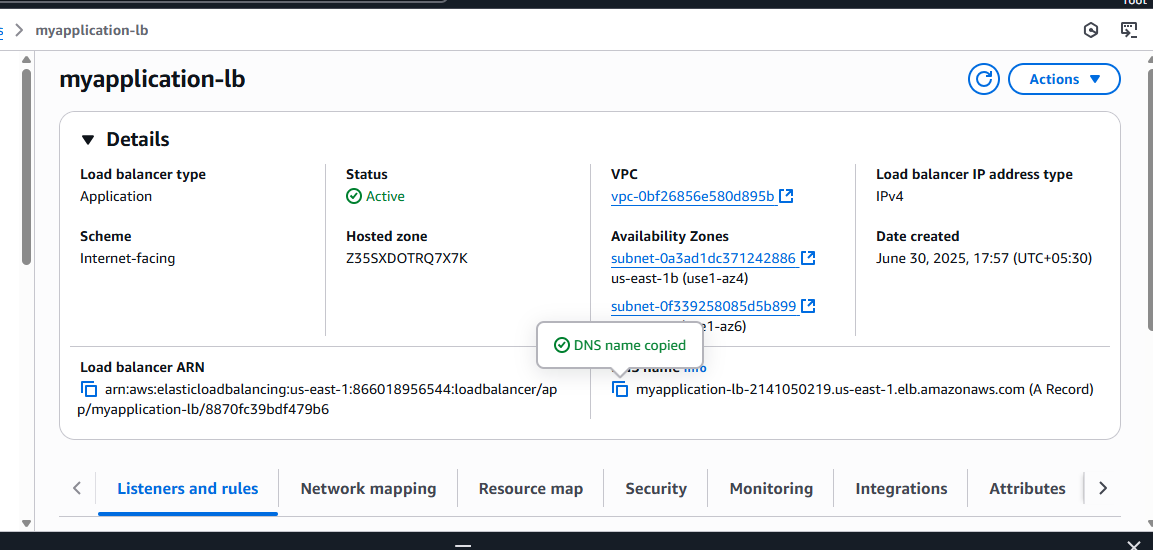 myapplication-lb
myapplication-lb
Actions
Details
Load balancer type
Application
Status
Active
VPC
vpc-0bf26856e580d895b
Load balancer IP address type
IPv4
Scheme
Internet-facing
Hosted zone
Z35SXDOTRQ7X7K
Availability Zones
subnet-0a3ad1dc371242886
us-east-1b (use1-az4)
subnet-0f339258085d5b899
e1-az6)
Date created
June 30, 2025, 17:57 (UTC+05:30)
DNS name copied
Load balancer ARN
arn:aws:elasticloadbalancing:us-east-1:866018956544:loadbalancer/ap
p/myapplication-lb/8870fc39bdf479b6
name Info
myapplication-lb-2141050219.us-east-1.elb.amazonaws.com (A Record)
Listeners and rules
Network mapping
Resource map
Security
Monitoring
Integrations
Attributes